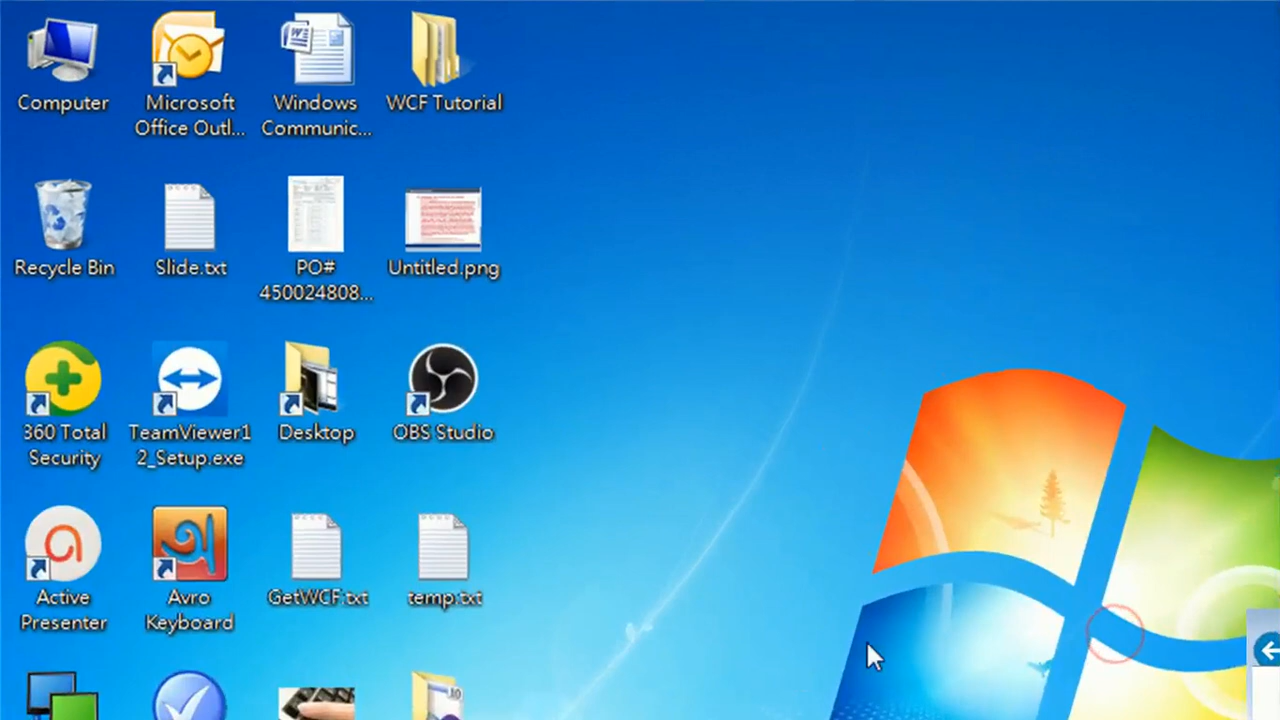 Computer
Microsoft
Office Outl...
Windows
Communic...
WCF Tutorial
Recycle Bin
Slide.txt
PO#
450024808...
Untitled.png
360 Total
Security
TeamViewer1
2_Setup.exe
Desktop
OBS Studio
Active
Presenter
Avro
Keyboard
GetWCF.txt
temp.txt